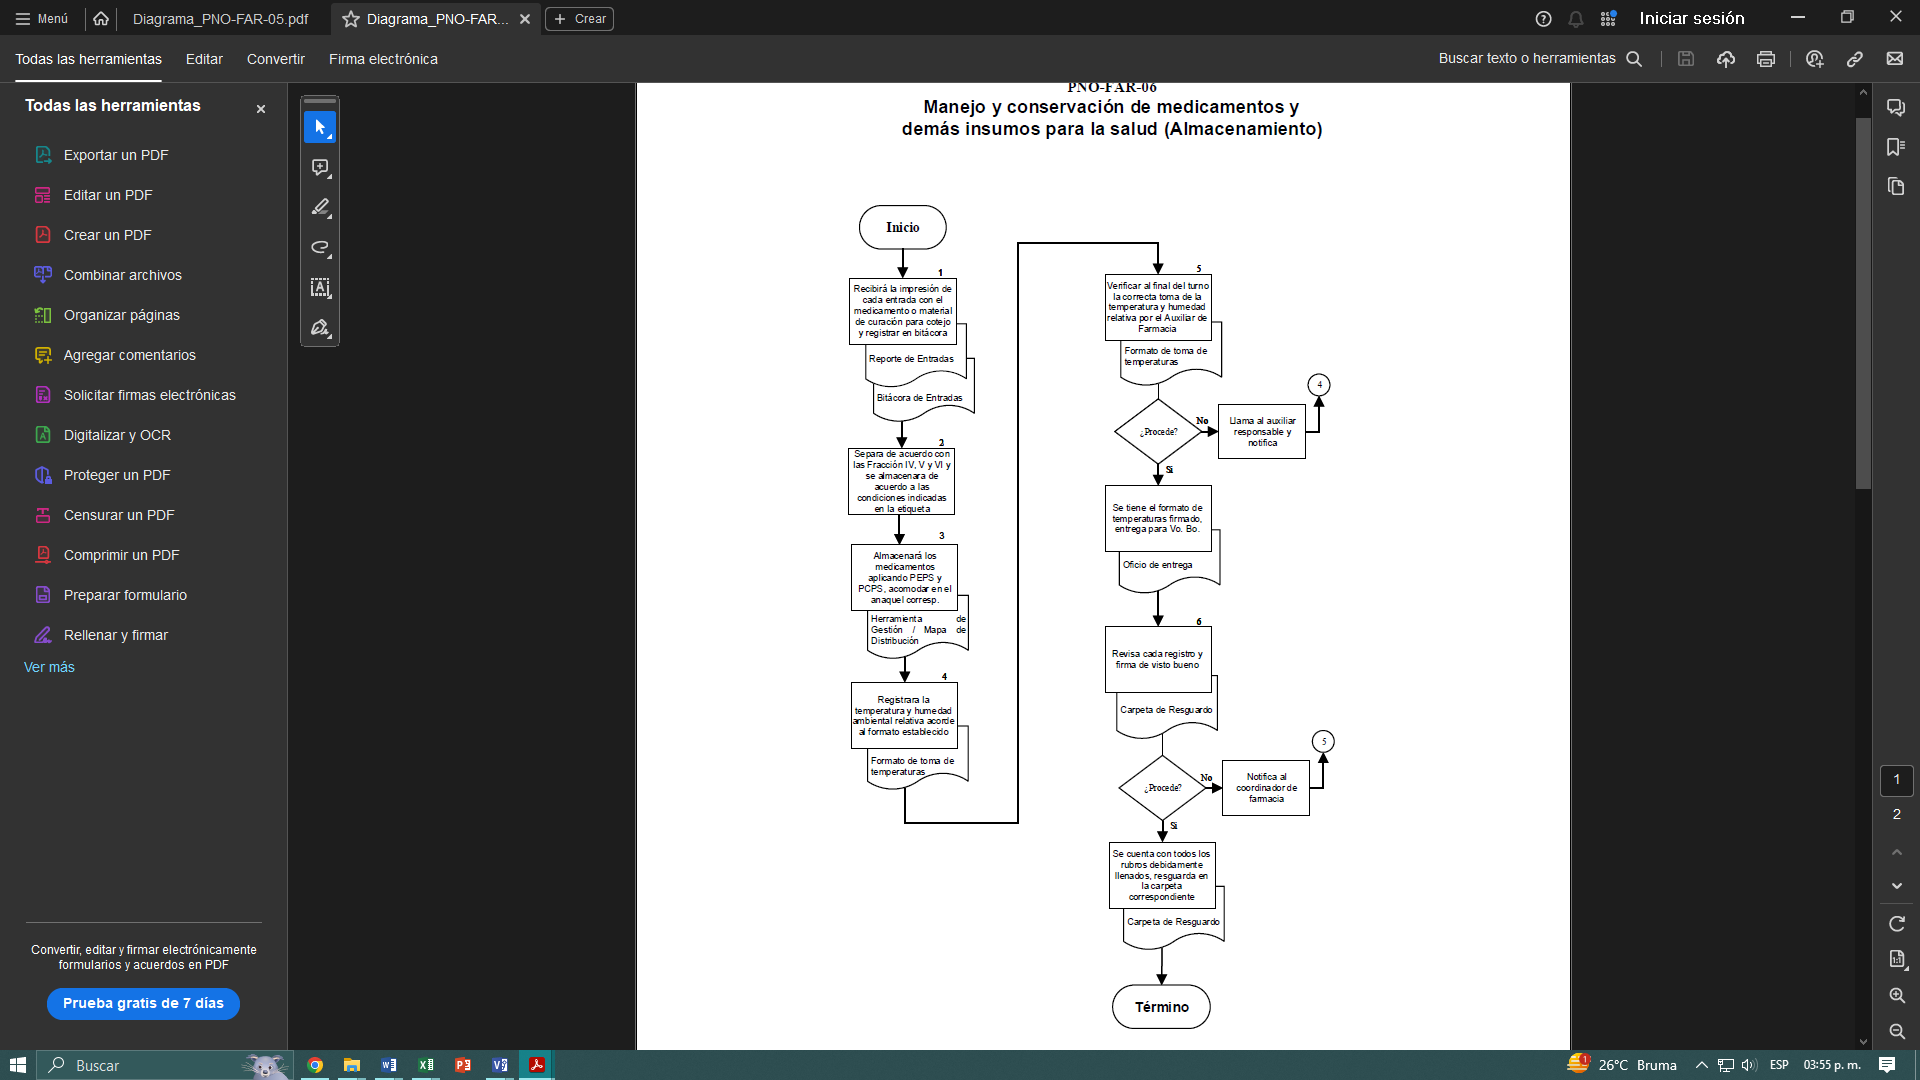 Menú
Diagrama_PNO-FAR-05.pdf
Diagrama_PNO-FAR...
Crear
Iniciar sesión
Todas las herramientas
Editar
Convertir
Firma electrónica
Buscar texto o herramientas
Todas las herramientas
Exportar un PDF
Editar un PDF
Crear un PDF
Combinar archivos
Organizar páginas
Agregar comentarios
Solicitar firmas electrónicas
Digitalizar y OCR
Proteger un PDF
Censurar un PDF
Comprimir un PDF
Preparar formulario
Rellenar y firmar
Ver más
Convertir, editar y firmar electrónicamente
formularios y acuerdos en PDF
Prueba gratis de 7 días
PNO-FAR-06
Manejo y conservación de medicamentos y
demás insumos para la salud (Almacenamiento)
Inicio
1
Recibirá la impresión de
cada entrada con el
medicamento o material
de curación para cotejo
y registrar en bitácora
Reporte de Entradas
Bitácora de Entradas
2
Separa de acuerdo con
las Fracción IV, V y VI y
se almacenara de
acuerdo a las
condiciones indicadas
en la etiqueta
3
Almacenará los
medicamentos
aplicando PEPS y
PCPS, acomodar en el
anaquel corresp.
Herramienta de
Gestión / Mapa de
Distribución
4
Registrara la
temperatura y humedad
ambiental relativa acorde
al formato establecido
Formato de toma de
temperaturas
5
Verificar al final del turno
la correcta toma de la
temperatura y humedad
relativa por el Auxiliar de
Farmacia
Formato de toma de
temperaturas
¿Procede?
No
Llama al auxiliar
responsable y
notifica
4
Si
Se tiene el formato de
temperaturas firmado,
entrega para Vo. Bo.
Oficio de entrega
6
Revisa cada registro y
firma de visto bueno
Carpeta de Resguardo
¿Procede?
No
Notifica al
coordinador de
farmacia
5
Si
Se cuenta con todos los
rubros debidamente
llenados, resguarda en
la carpeta
correspondiente
Carpeta de Resguardo
Término
1
2
Buscar
1
26°C Bruma
ESP
03:55 p. m.